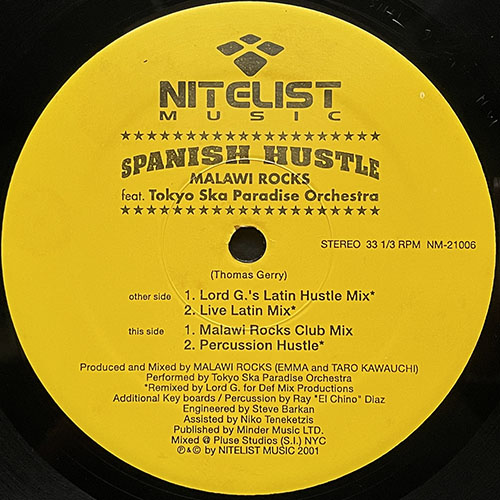 NITELIST
MUSIC
SPANISH HUSTLE
MALAWI ROCKS
feat. Tokyo Ska Paradise Orchestra
STEREO 33 1/3 RPM NM-21006
(Thomas Gerry)
other side 1. Lord G.'s Latin Hustle Mix*
2. Live Latin Mix*
this side 1. Malawi Rocks Club Mix
2. Percussion Hustle*
Produced and Mixed by MALAWI ROCKS (EMMA and TARO KAWAUCHI)
Performed by Tokyo Ska Paradise Orchestra
*Remixed by Lord G. for Def Mix Productions
Additional Key boards / Percussion by Ray "El Chino" Diaz
Engineered by Steve Barkan
Assisted by Niko Teneketzis
Published by Minder Music LTD.
Mixed @ Pluse Studios (S.I.) NYC
℗&© by NITELIST MUSIC 2001